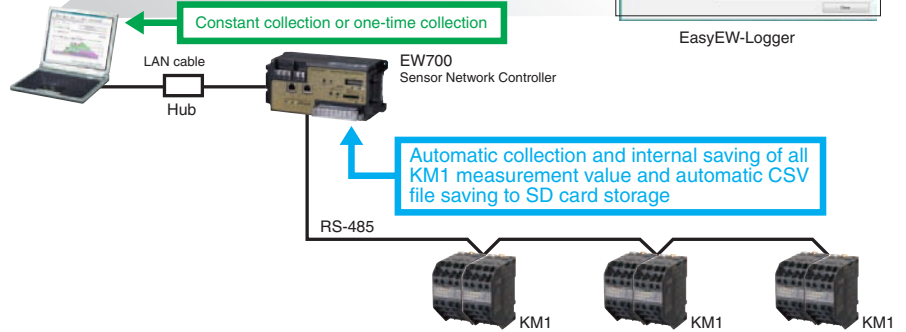 Constant collection or one-time collection
EasyEW-Logger
LAN cable
EW700
Sensor Network Controller
Hub
Automatic collection and internal saving of all
KM1 measurement value and automatic CSV
file saving to SD card storage
RS-485
KM1
KM1
KM1